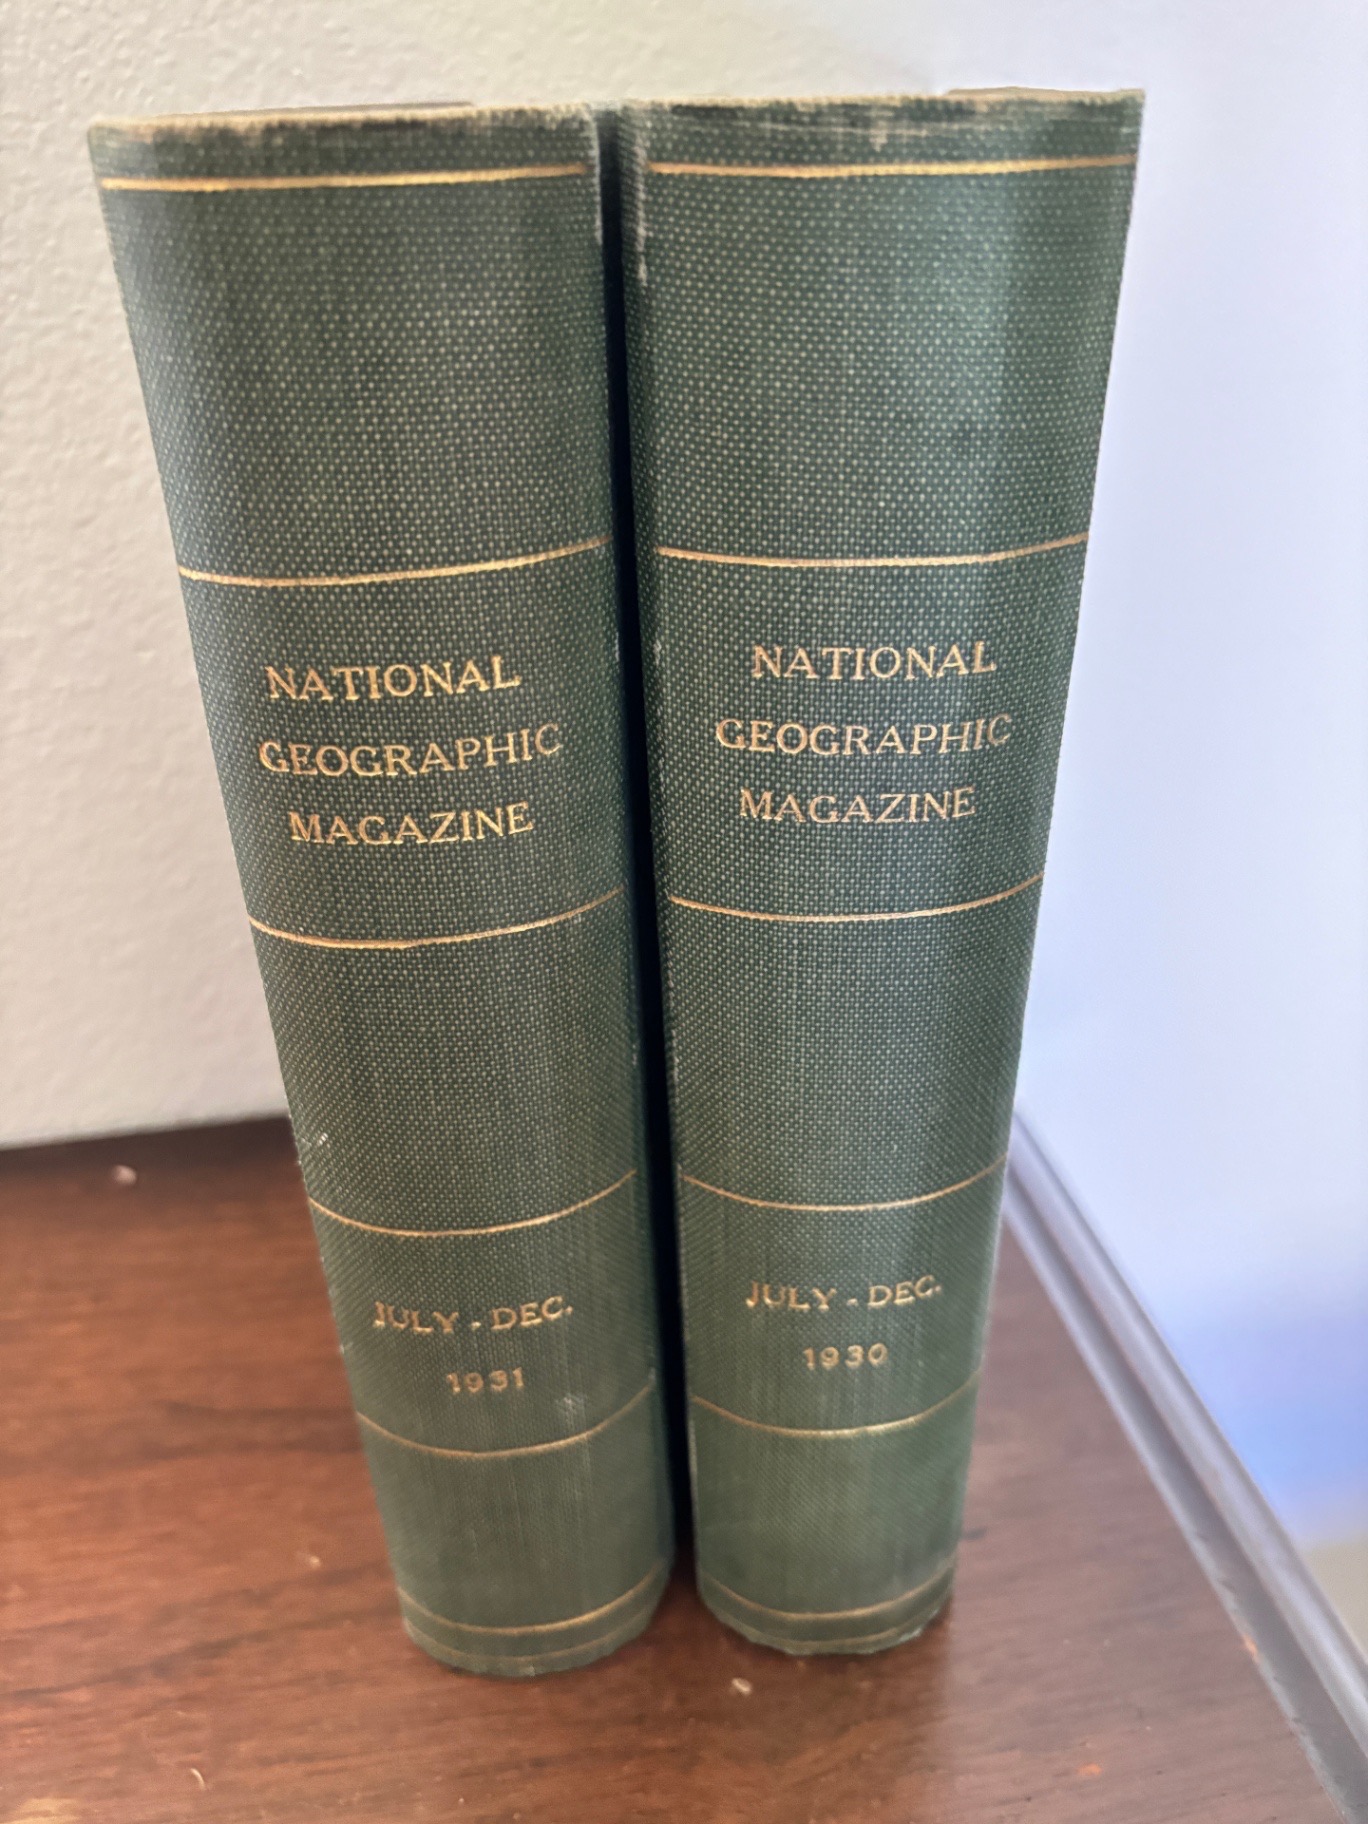 NATIONAL
GEOGRAPHIC
MAGAZINE
JULY - DEC.
1931
NATIONAL
GEOGRAPHIC
MAGAZINE
JULY - DEC.
1930